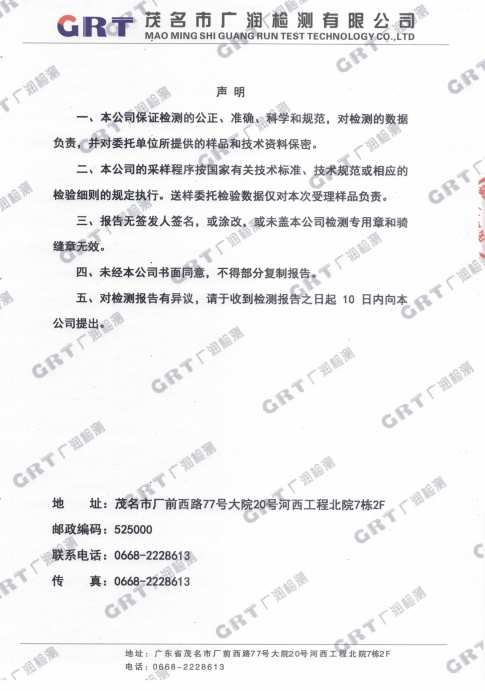 GRT 茂名市广润检测有限公司
MAO MING SHI GUANG RUN TEST TECHNOLOGY CO.,LTD
声 明
一、本公司保证检测的公正、准确、科学和规范，对检测的数据
负责，并对委托单位所提供的样品和技术资料保密。
二、本公司的采样程序按国家有关技术标准、技术规范或相应的
检验细则的规定执行。送样委托检验数据仅对本次受理样品负责。
三、报告无签发人签名，或涂改，或未盖本公司检测专用章和骑
缝章无效。
四、未经本公司书面同意，不得部分复制报告。
五、对检测报告有异议，请于收到检测报告之日起 10 日内向本
公司提出。
地 址：茂名市厂前西路77号大院20号河西工程北院7栋2F
邮政编码：525000
联系电话：0668-2228613
传 真：0668-2228613
地址：广东省茂名市厂前西路77号大院20号河西工程北院7栋2F
电话：0668-2228613
GRT 广润检测